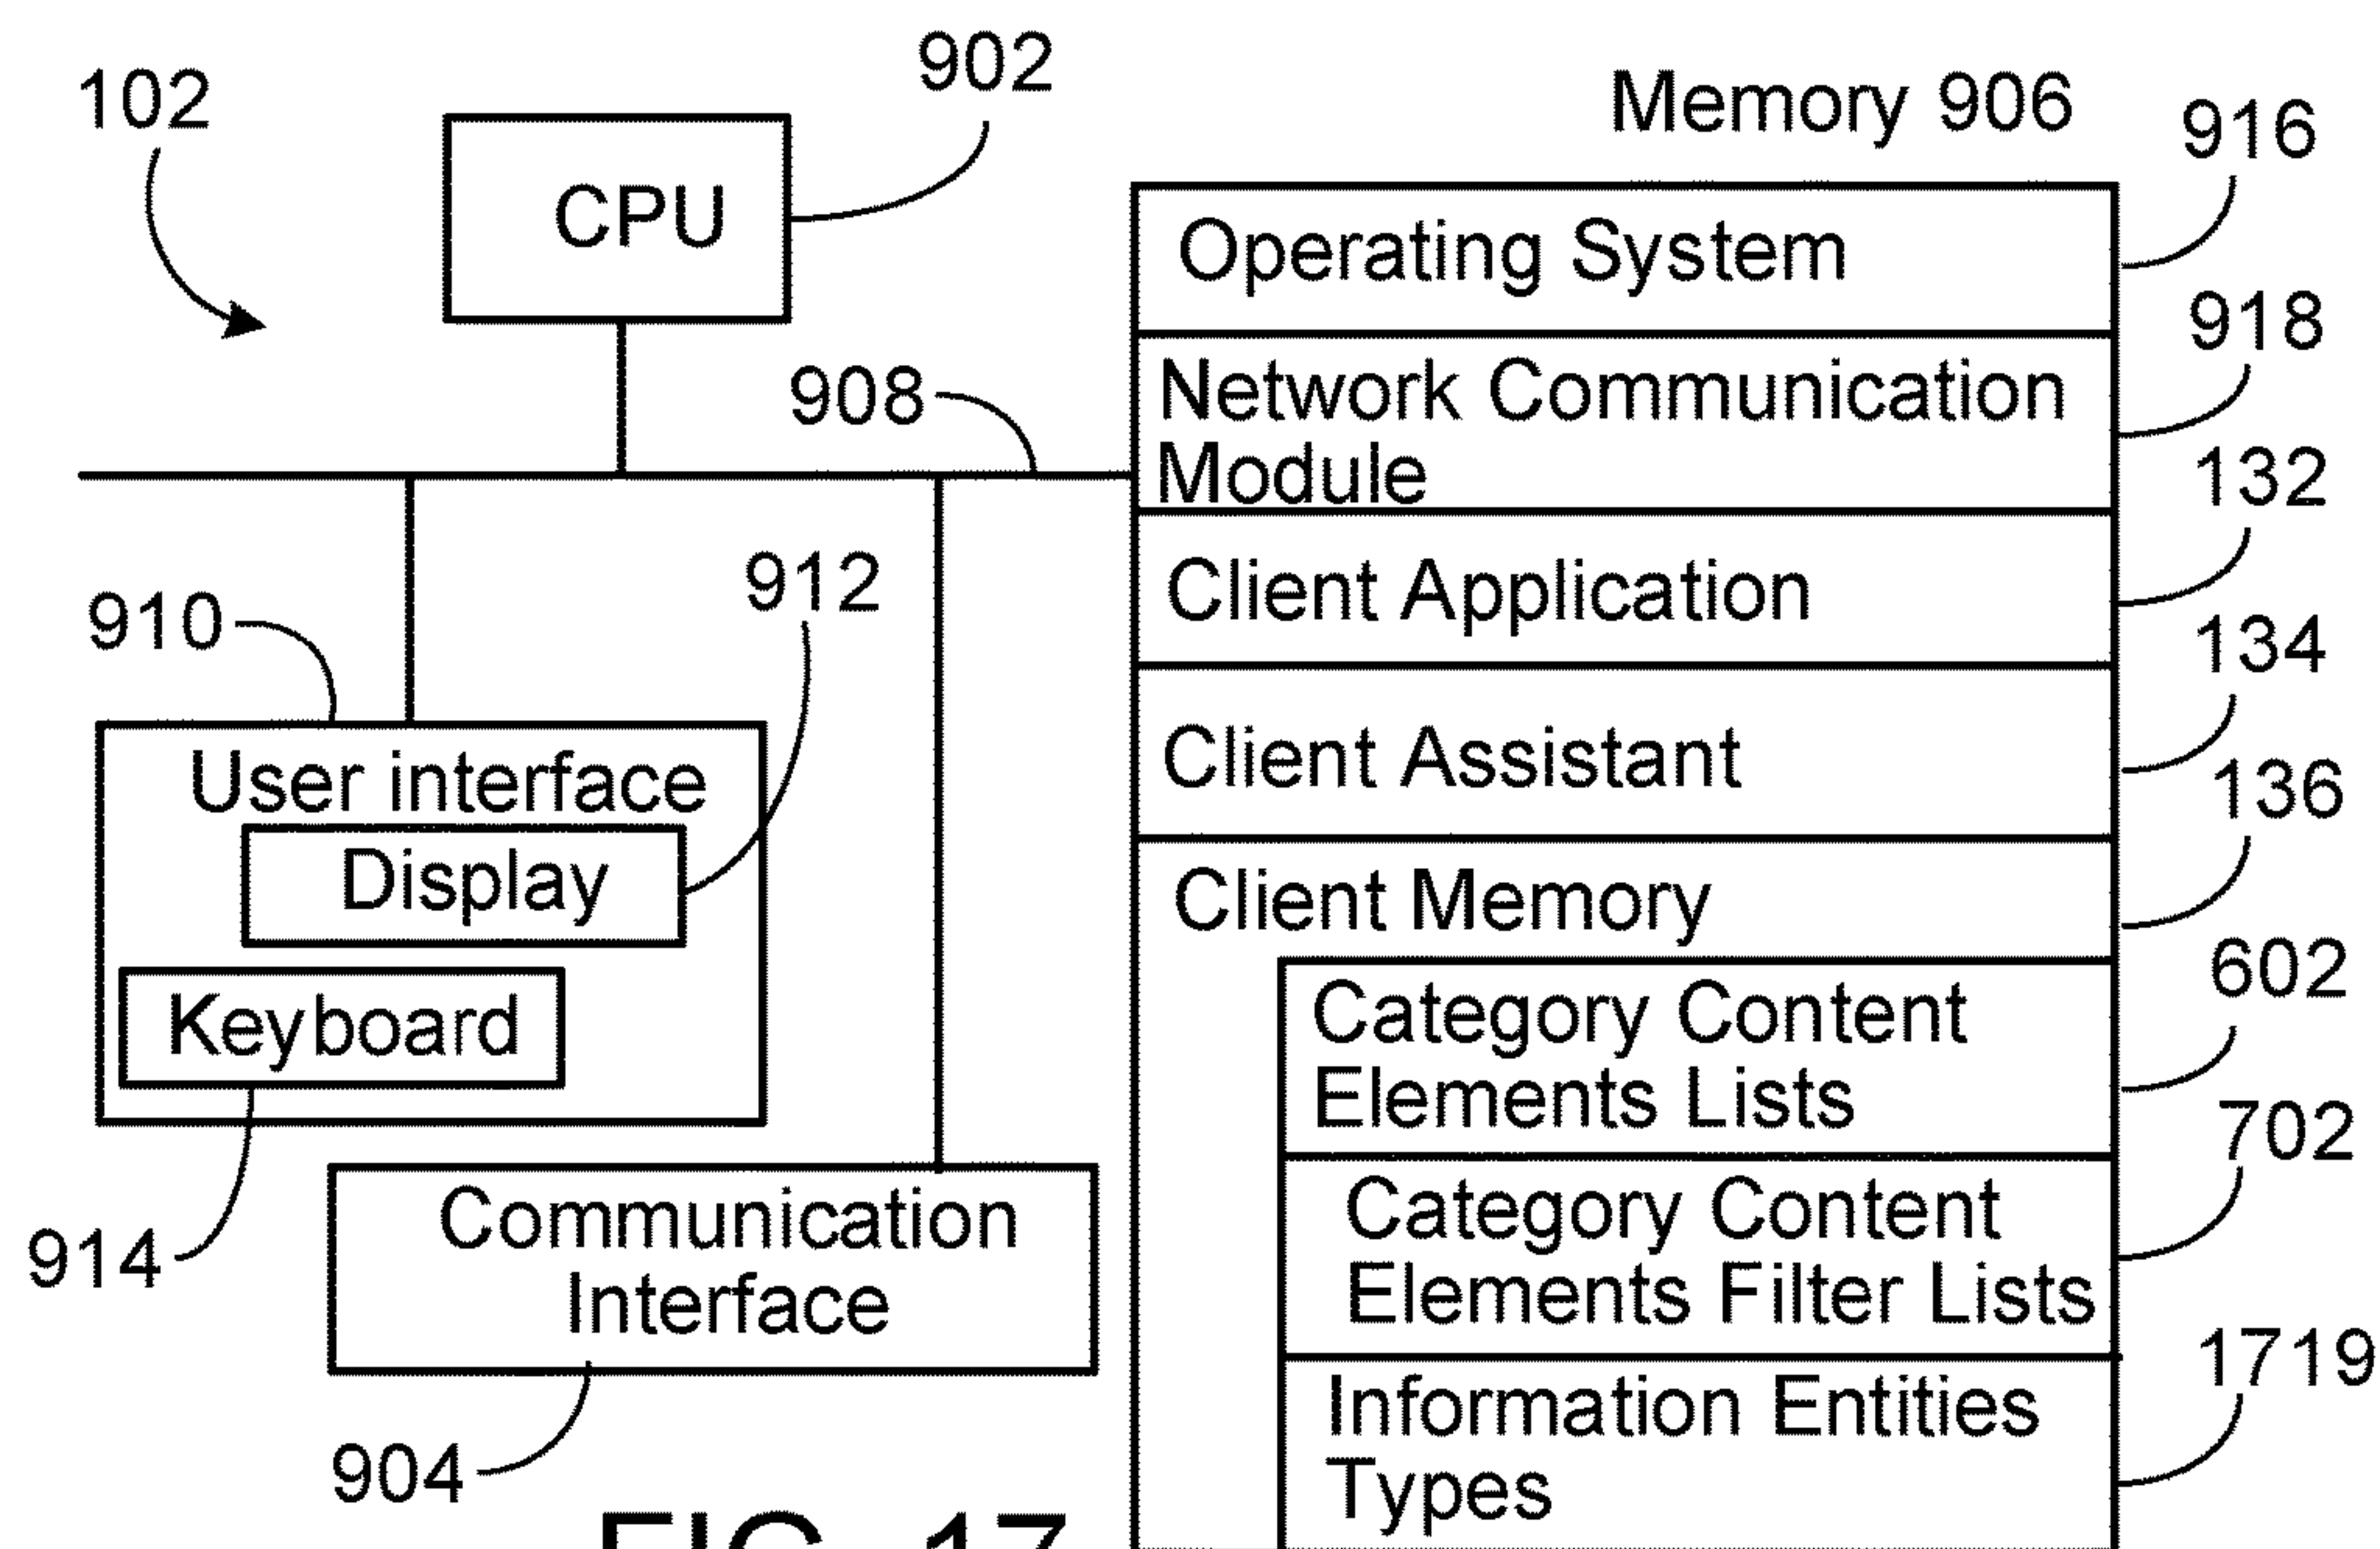 102
902
CPU
Memory 906
916
Operating System
918
908
Network Communication
Module
132
Client Application
912
910
134
Client Assistant
User interface
Display
Keyboard
136
Client Memory
602
Category Content
Elements Lists
702
Category Content
Elements Filter Lists
914
Communication
Interface
904
1719
Information Entities
Types
FIG. 17